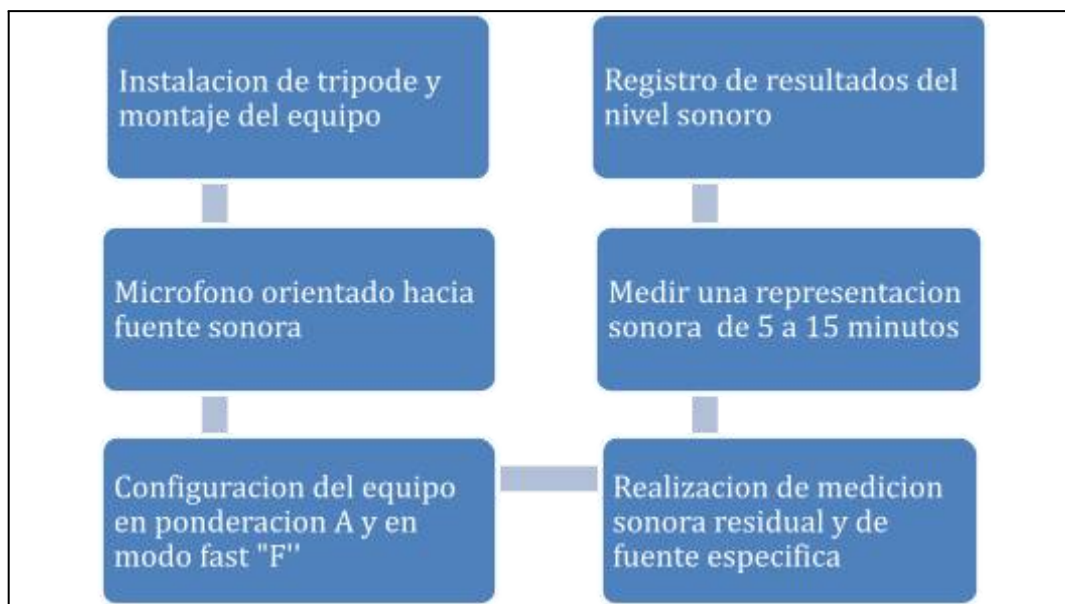 Instalacion de tripode y
montaje del equipo
Microfono orientado hacia
fuente sonora
Configuracion del equipo
en ponderacion A y en
modo fast "F''
Realizacion de medicion
sonora residual y de
fuente especifica
Medir una representacion
sonora de 5 a 15 minutos
Registro de resultados del
nivel sonoro